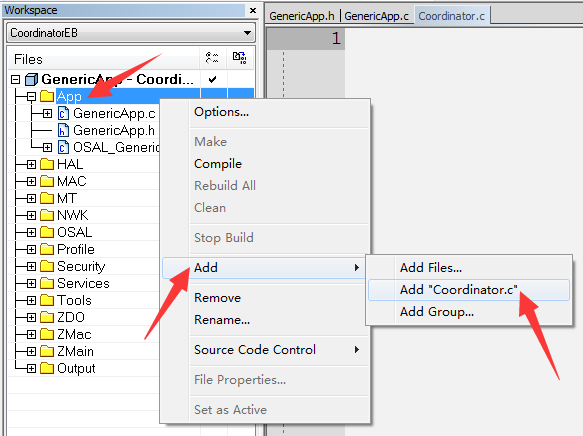 Workspace
CoordinatorEB
Files
GenericApp - Coordi...
App
GenericApp.c
GenericApp.h
OSAL_Generic
HAL
MAC
MT
NWK
OSAL
Profile
Security
Services
Tools
ZDO
ZMac
ZMain
Output
GenericApp.h
GenericApp.c
Coordinator.c
1
Options...
Make
Compile
Rebuild All
Clean
Stop Build
Add
Remove
Rename...
Source Code Control
File Properties...
Set as Active
Add Files...
Add "Coordinator.c"
Add Group...